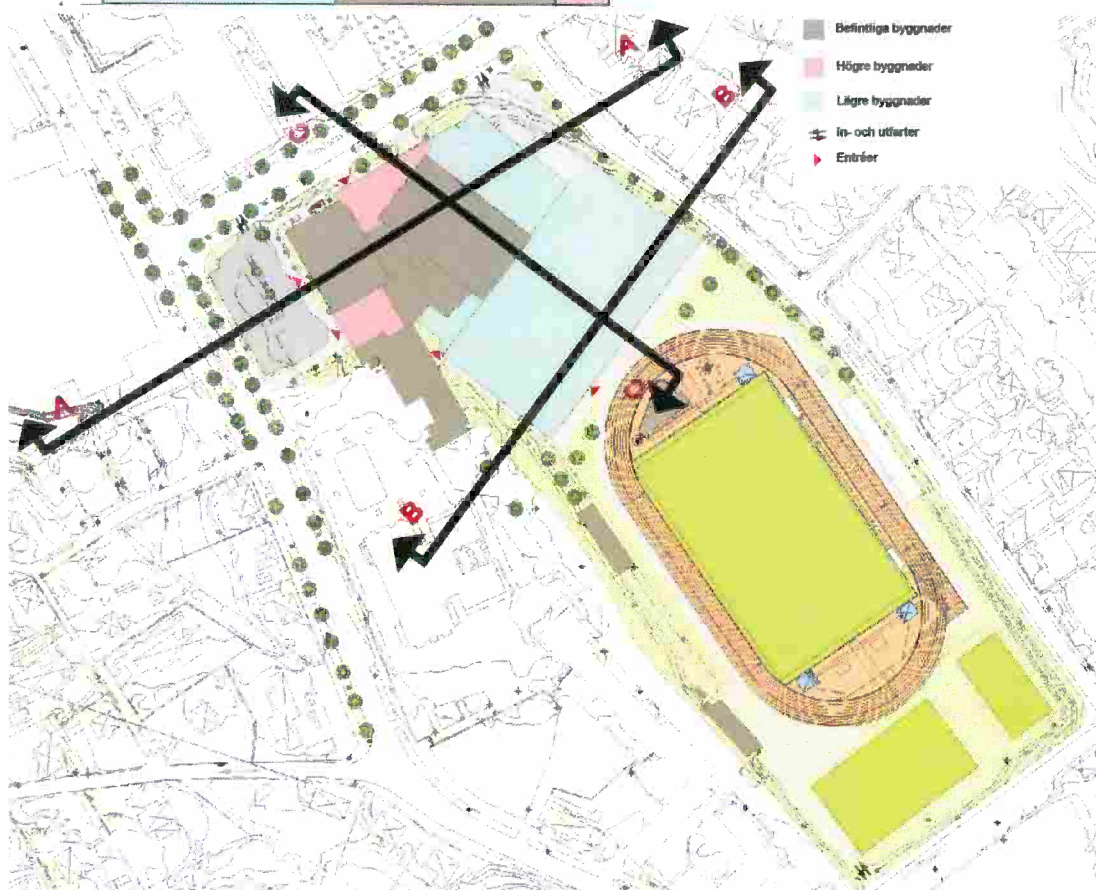 Befintliga byggnader
Högre byggnader
Lägre byggnader
In- och utfarter
Entréer
A
B
C
A
B
C